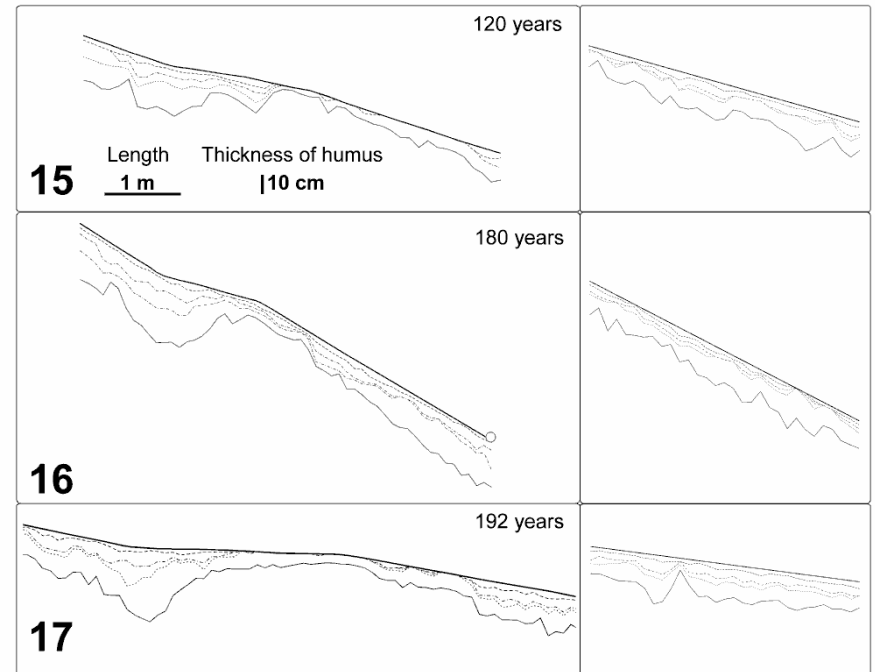 120 years
Length Thickness of humus
15 1 m 10 cm
180 years
16
192 years
17